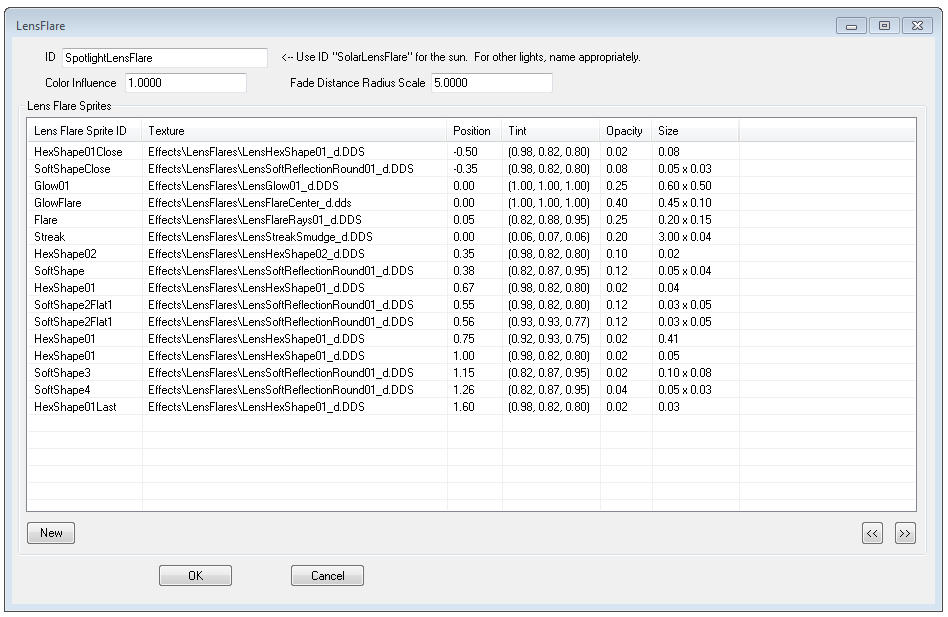 LensFlare
ID SpotlightLensFlare <-- Use ID "SolarLensFlare" for the sun. For other lights, name appropriately.
Color Influence 1.0000 Fade Distance Radius Scale 5.0000
Lens Flare Sprites
Lens Flare Sprite ID Texture Position Tint Opacity Size
HexShape01Close Effects\LensFlares\LensHexShape01_d.DDS -0.50 (0.98, 0.82, 0.80) 0.02 0.08
SoftShapeClose Effects\LensFlares\LensSoftReflectionRound01_d.DDS -0.35 (0.98, 0.82, 0.80) 0.08 0.05 x 0.03
Glow01 Effects\LensFlares\LensGlow01_d.DDS 0.00 (1.00, 1.00, 1.00) 0.25 0.60 x 0.50
GlowFlare Effects\LensFlares\LensFlareCenter_d.dds 0.00 (1.00, 1.00, 1.00) 0.40 0.45 x 0.10
Flare Effects\LensFlares\LensFlareRays01_d.DDS 0.05 (0.82, 0.88, 0.95) 0.25 0.20 x 0.15
Streak Effects\LensFlares\LensStreakSmudge_d.DDS 0.00 (0.06, 0.07, 0.06) 0.20 3.00 x 0.04
HexShape02 Effects\LensFlares\LensHexShape02_d.DDS 0.35 (0.98, 0.82, 0.80) 0.10 0.02
SoftShape Effects\LensFlares\LensSoftReflectionRound01_d.DDS 0.38 (0.82, 0.87, 0.95) 0.12 0.05 x 0.04
HexShape01 Effects\LensFlares\LensHexShape01_d.DDS 0.67 (0.98, 0.82, 0.80) 0.02 0.04
SoftShape2Flat1 Effects\LensFlares\LensSoftReflectionRound01_d.DDS 0.55 (0.98, 0.82, 0.80) 0.12 0.03 x 0.05
SoftShape2Flat1 Effects\LensFlares\LensSoftReflectionRound01_d.DDS 0.56 (0.93, 0.93, 0.77) 0.12 0.03 x 0.05
HexShape01 Effects\LensFlares\LensHexShape01_d.DDS 0.75 (0.92, 0.93, 0.75) 0.02 0.41
HexShape01 Effects\LensFlares\LensHexShape01_d.DDS 1.00 (0.98, 0.82, 0.80) 0.02 0.05
SoftShape3 Effects\LensFlares\LensSoftReflectionRound01_d.DDS 1.15 (0.82, 0.87, 0.95) 0.02 0.10 x 0.08
SoftShape4 Effects\LensFlares\LensSoftReflectionRound01_d.DDS 1.26 (0.82, 0.87, 0.95) 0.04 0.05 x 0.03
HexShape01Last Effects\LensFlares\LensHexShape01_d.DDS 1.60 (0.98, 0.82, 0.80) 0.02 0.03
New << >>
OK Cancel